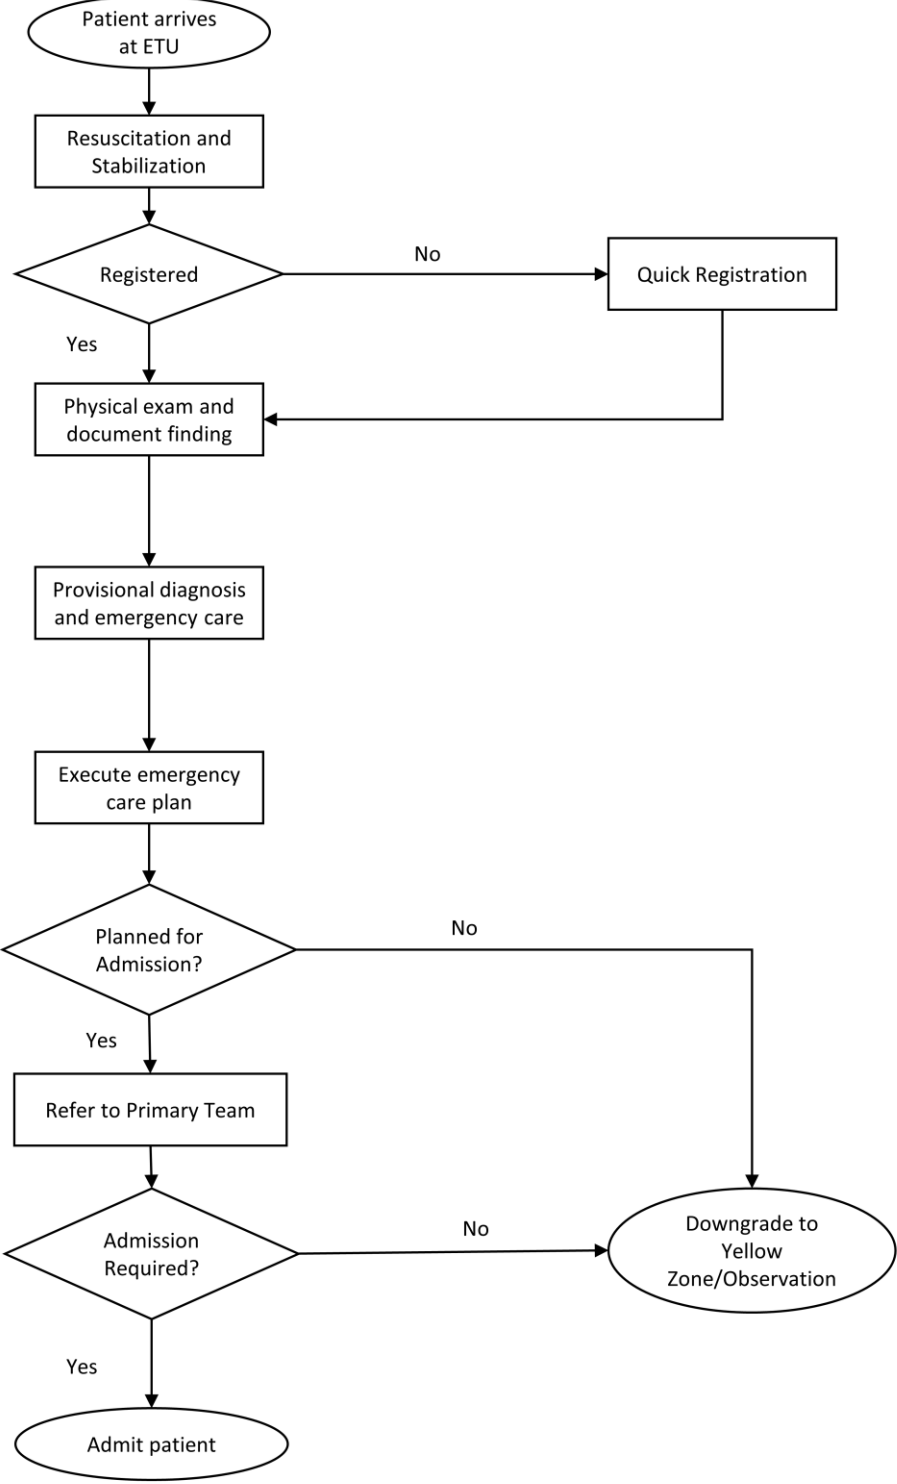 Patient arrives
at ETU
Resuscitation and
Stabilization
Registered
No
Quick Registration
Yes
Physical exam and
document finding
Provisional diagnosis
and emergency care
Execute emergency
care plan
Planned for
Admission?
No
Yes
Refer to Primary Team
Admission
Required?
No
Downgrade to
Yellow
Zone/Observation
Yes
Admit patient